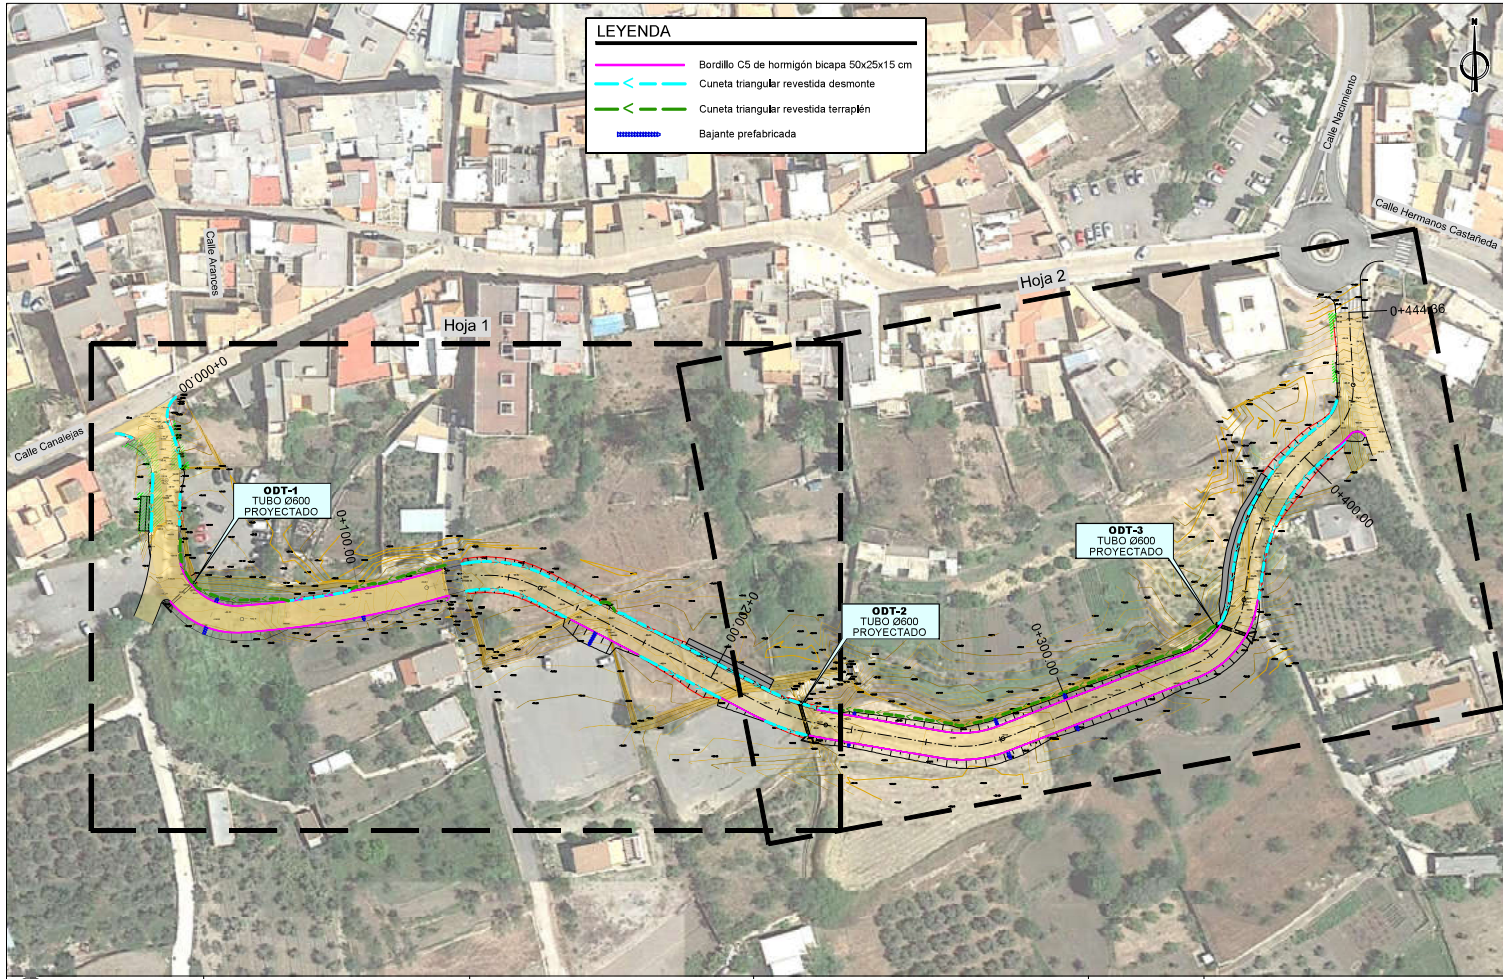 LEYENDA
Bordillo C5 de hormigón bicapa 50x25x15 cm
Cuneta triangular revestida desmonte
Cuneta triangular revestida terraplén
Bajante prefabricada
N
Calle Nacimiento
Calle Hermanos Castañeda
Calle Arances
Hoja 2
Hoja 1
0+444.36
0+000.00
Calle Canalejas
ODT-1
TUBO Ø600
PROYECTADO
0+100.00
0+400.00
ODT-3
TUBO Ø600
PROYECTADO
0+200.00
ODT-2
TUBO Ø600
PROYECTADO
0+300.00